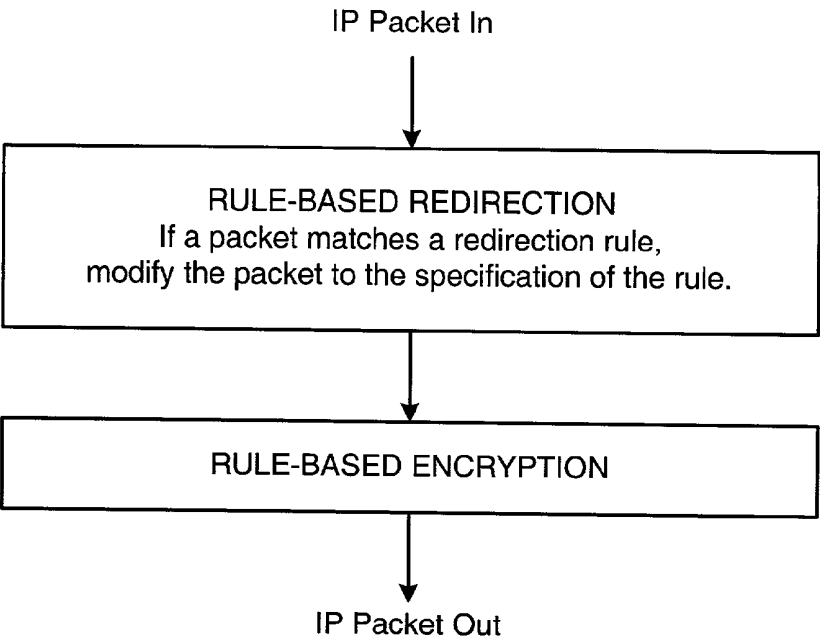 IP Packet In
RULE-BASED REDIRECTION
If a packet matches a redirection rule,
modify the packet to the specification of the rule.
RULE-BASED ENCRYPTION
IP Packet Out